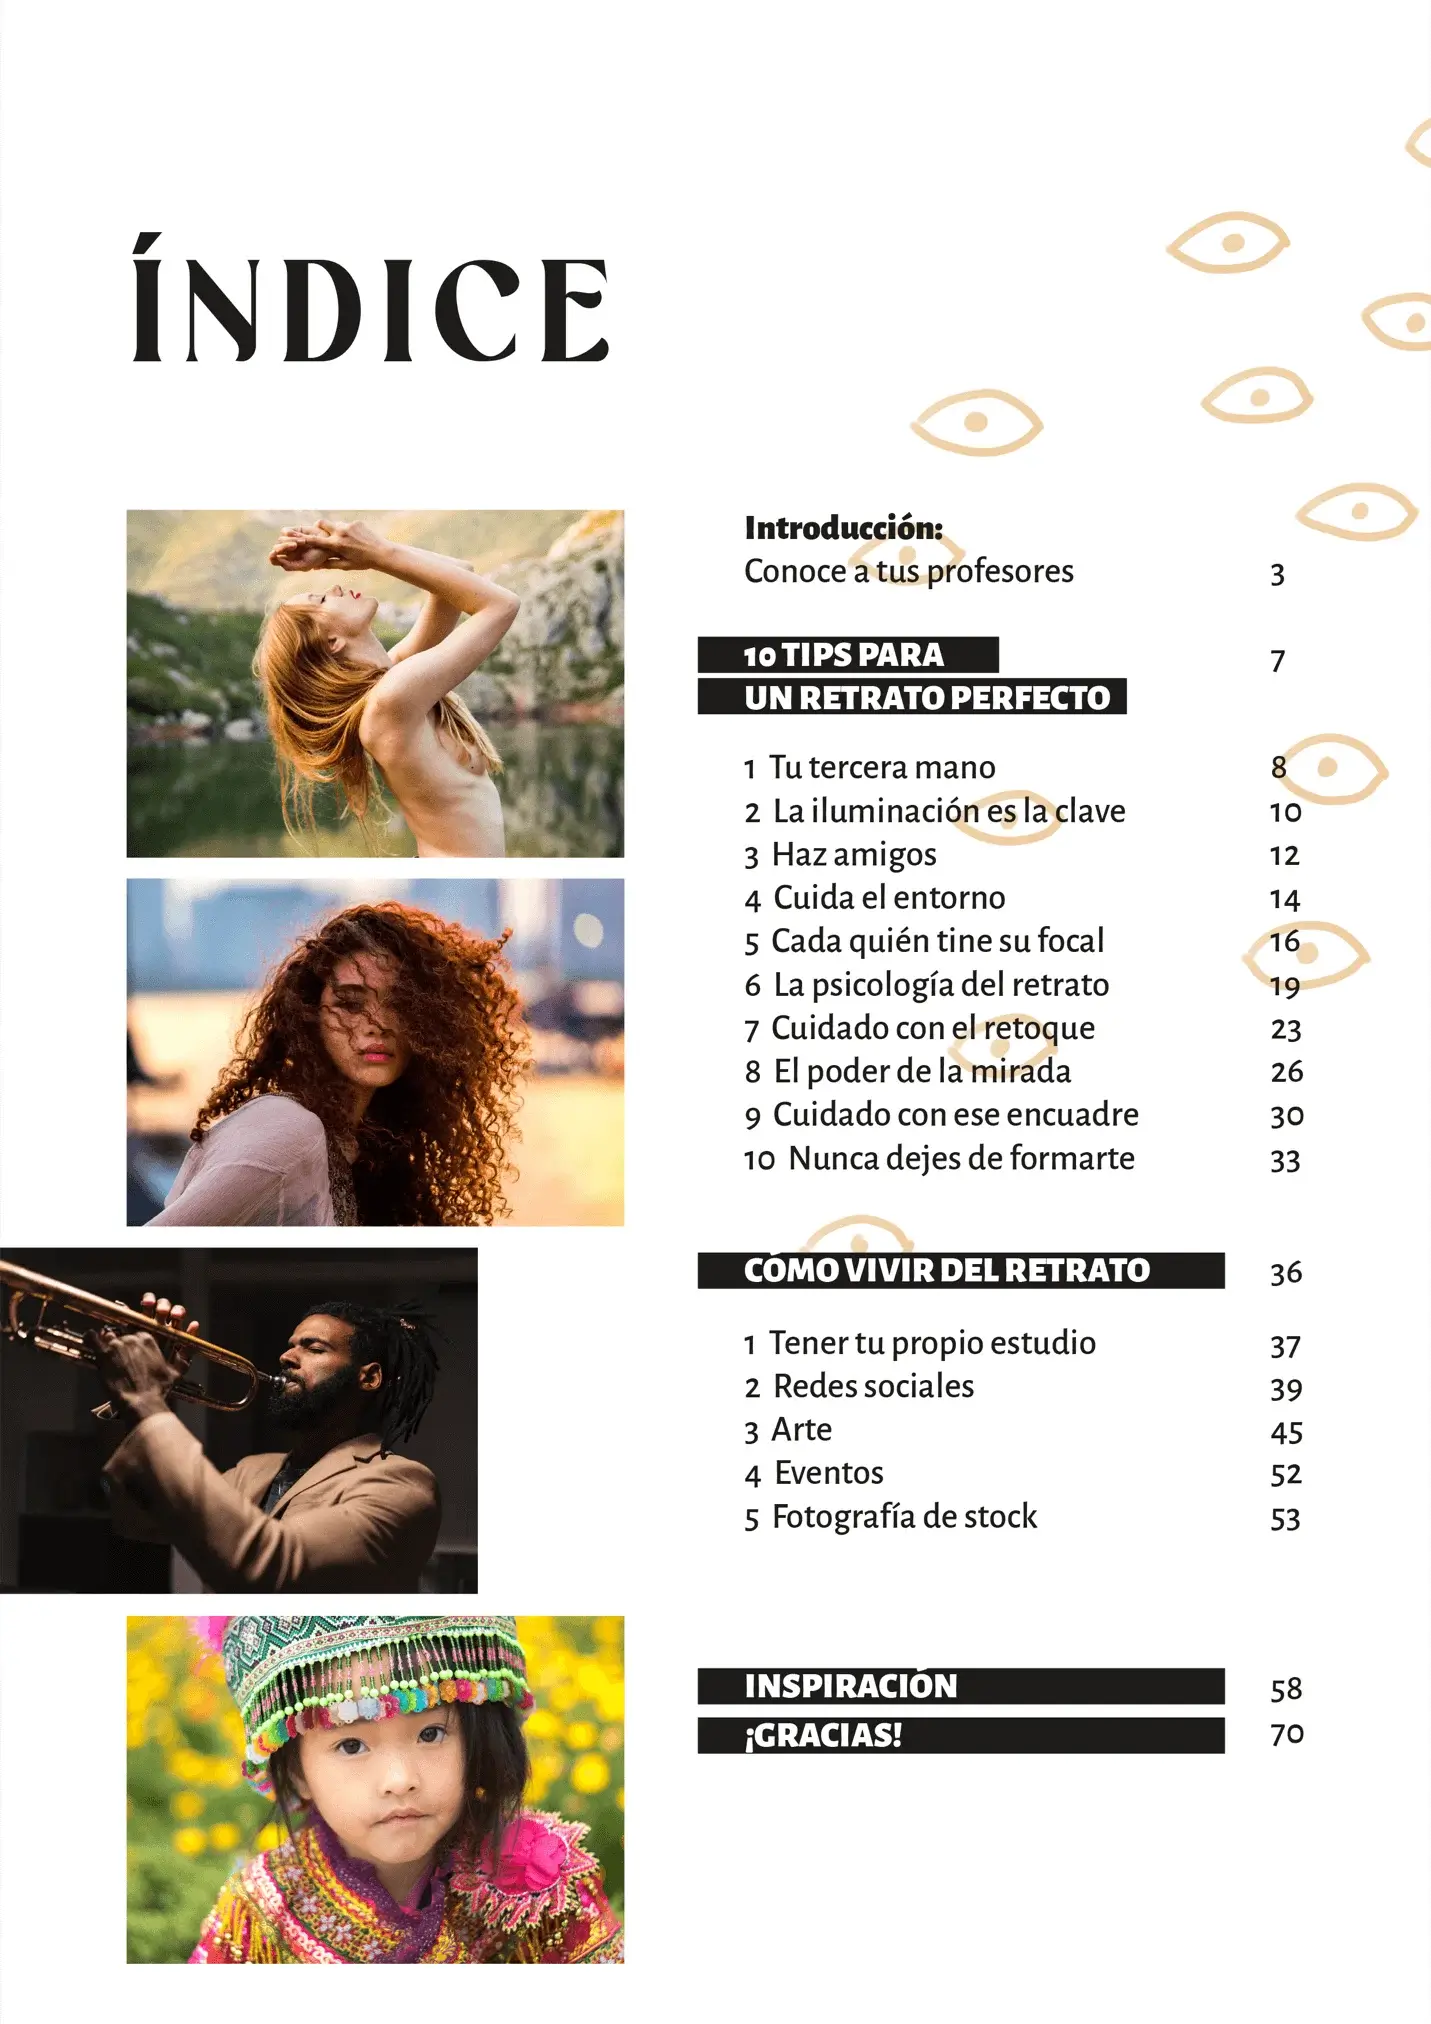 ÍNDICE
Introducción:
Conoce a tus profesores 3
10 TIPS PARA 7
UN RETRATO PERFECTO
1 Tu tercera mano 8
2 La iluminación es la clave 10
3 Haz amigos 12
4 Cuida el entorno 14
5 Cada quién tine su focal 16
6 La psicología del retrato 19
7 Cuidado con el retoque 23
8 El poder de la mirada 26
9 Cuidado con ese encuadre 30
10 Nunca dejes de formarte 33
CÓMO VIVIR DEL RETRATO 36
1 Tener tu propio estudio 37
2 Redes sociales 39
3 Arte 45
4 Eventos 52
5 Fotografía de stock 53
INSPIRACIÓN 58
¡GRACIAS! 70